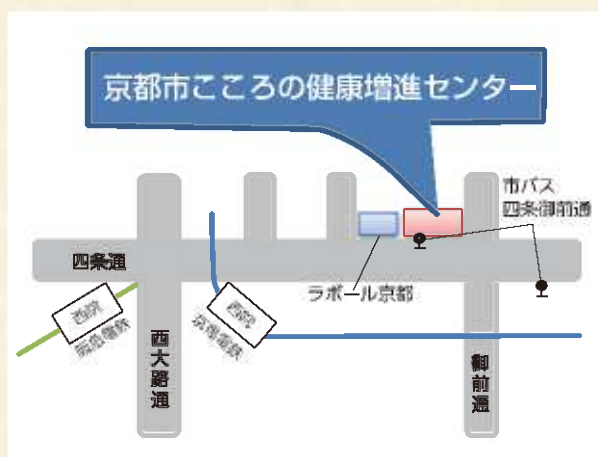 京都市こころの健康増進センター
市バス
四条御前通
四条通
ラボール京都
西院
阪急電鉄
西院
京福電鉄
西大路通
御前通